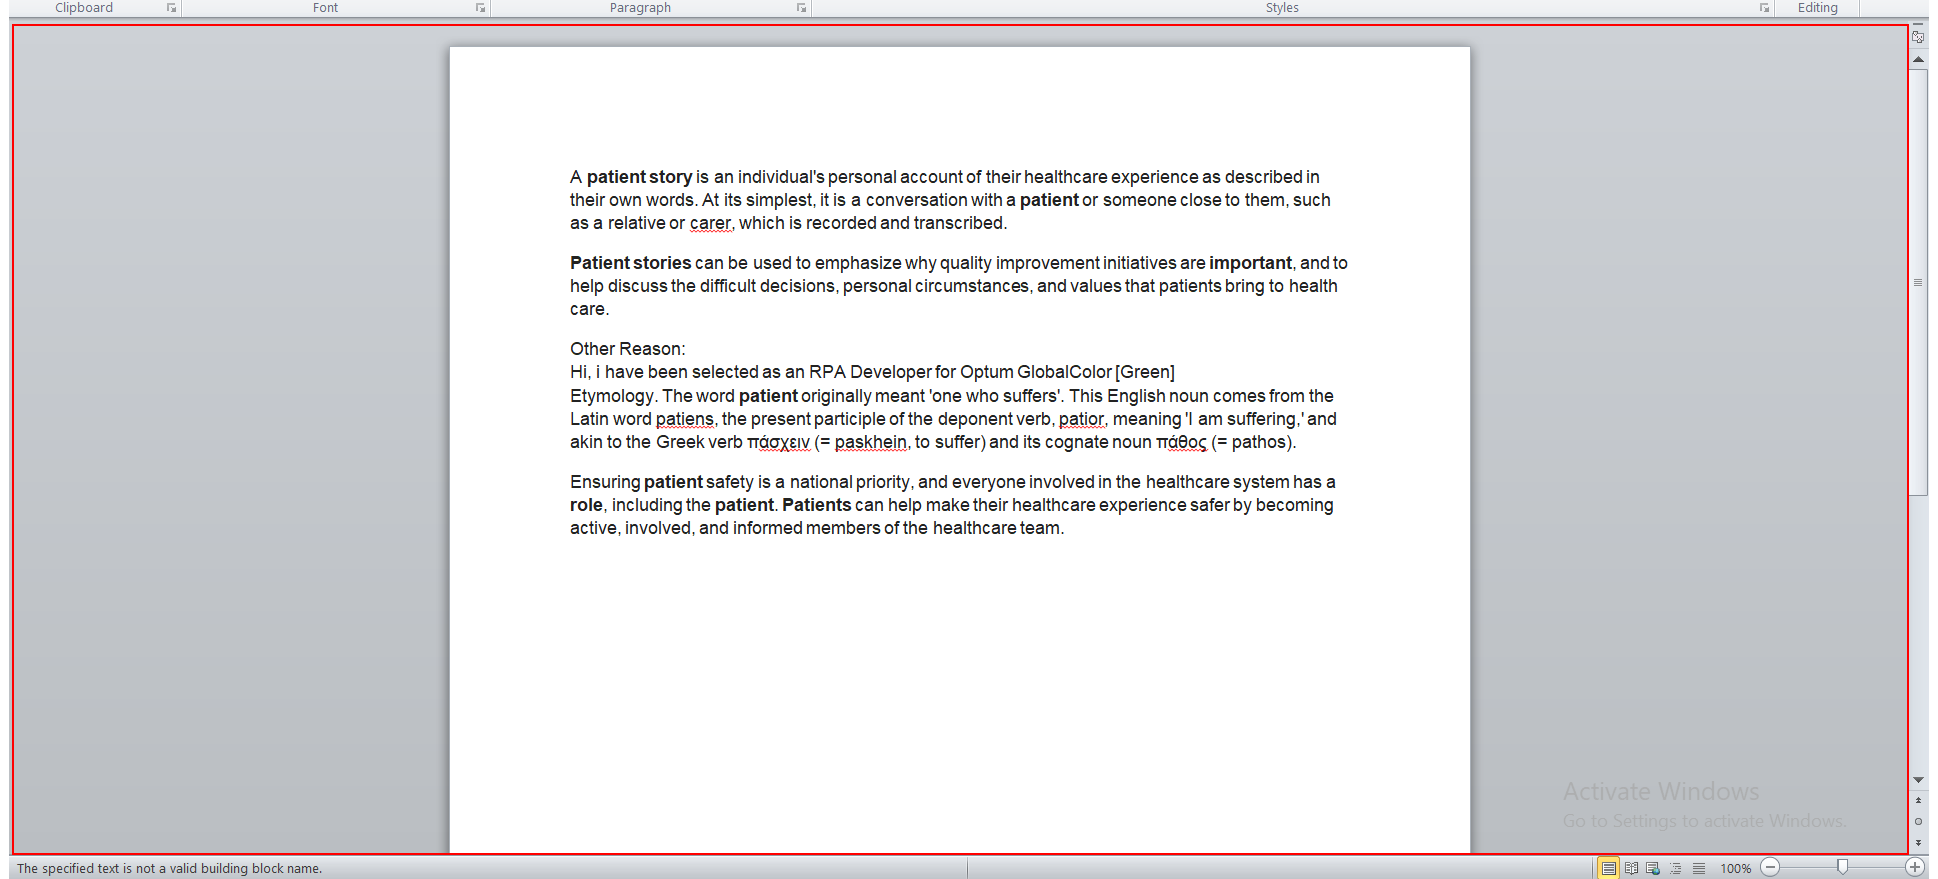 Clipboard Font Paragraph Styles Editing
A patient story is an individual's personal account of their healthcare experience as described in
their own words. At its simplest, it is a conversation with a patient or someone close to them, such
as a relative or carer, which is recorded and transcribed.
Patient stories can be used to emphasize why quality improvement initiatives are important, and to
help discuss the difficult decisions, personal circumstances, and values that patients bring to health
care.
Other Reason:
Hi, i have been selected as an RPA Developer for Optum GlobalColor [Green]
Etymology. The word patient originally meant 'one who suffers'. This English noun comes from the
Latin word patiens, the present participle of the deponent verb, patior, meaning 'I am suffering,' and
akin to the Greek verb πάσχειν (= paskhein, to suffer) and its cognate noun πάθος (= pathos).
Ensuring patient safety is a national priority, and everyone involved in the healthcare system has a
role, including the patient. Patients can help make their healthcare experience safer by becoming
active, involved, and informed members of the healthcare team.
Activate Windows
Go to Settings to activate Windows.
The specified text is not a valid building block name. 100%